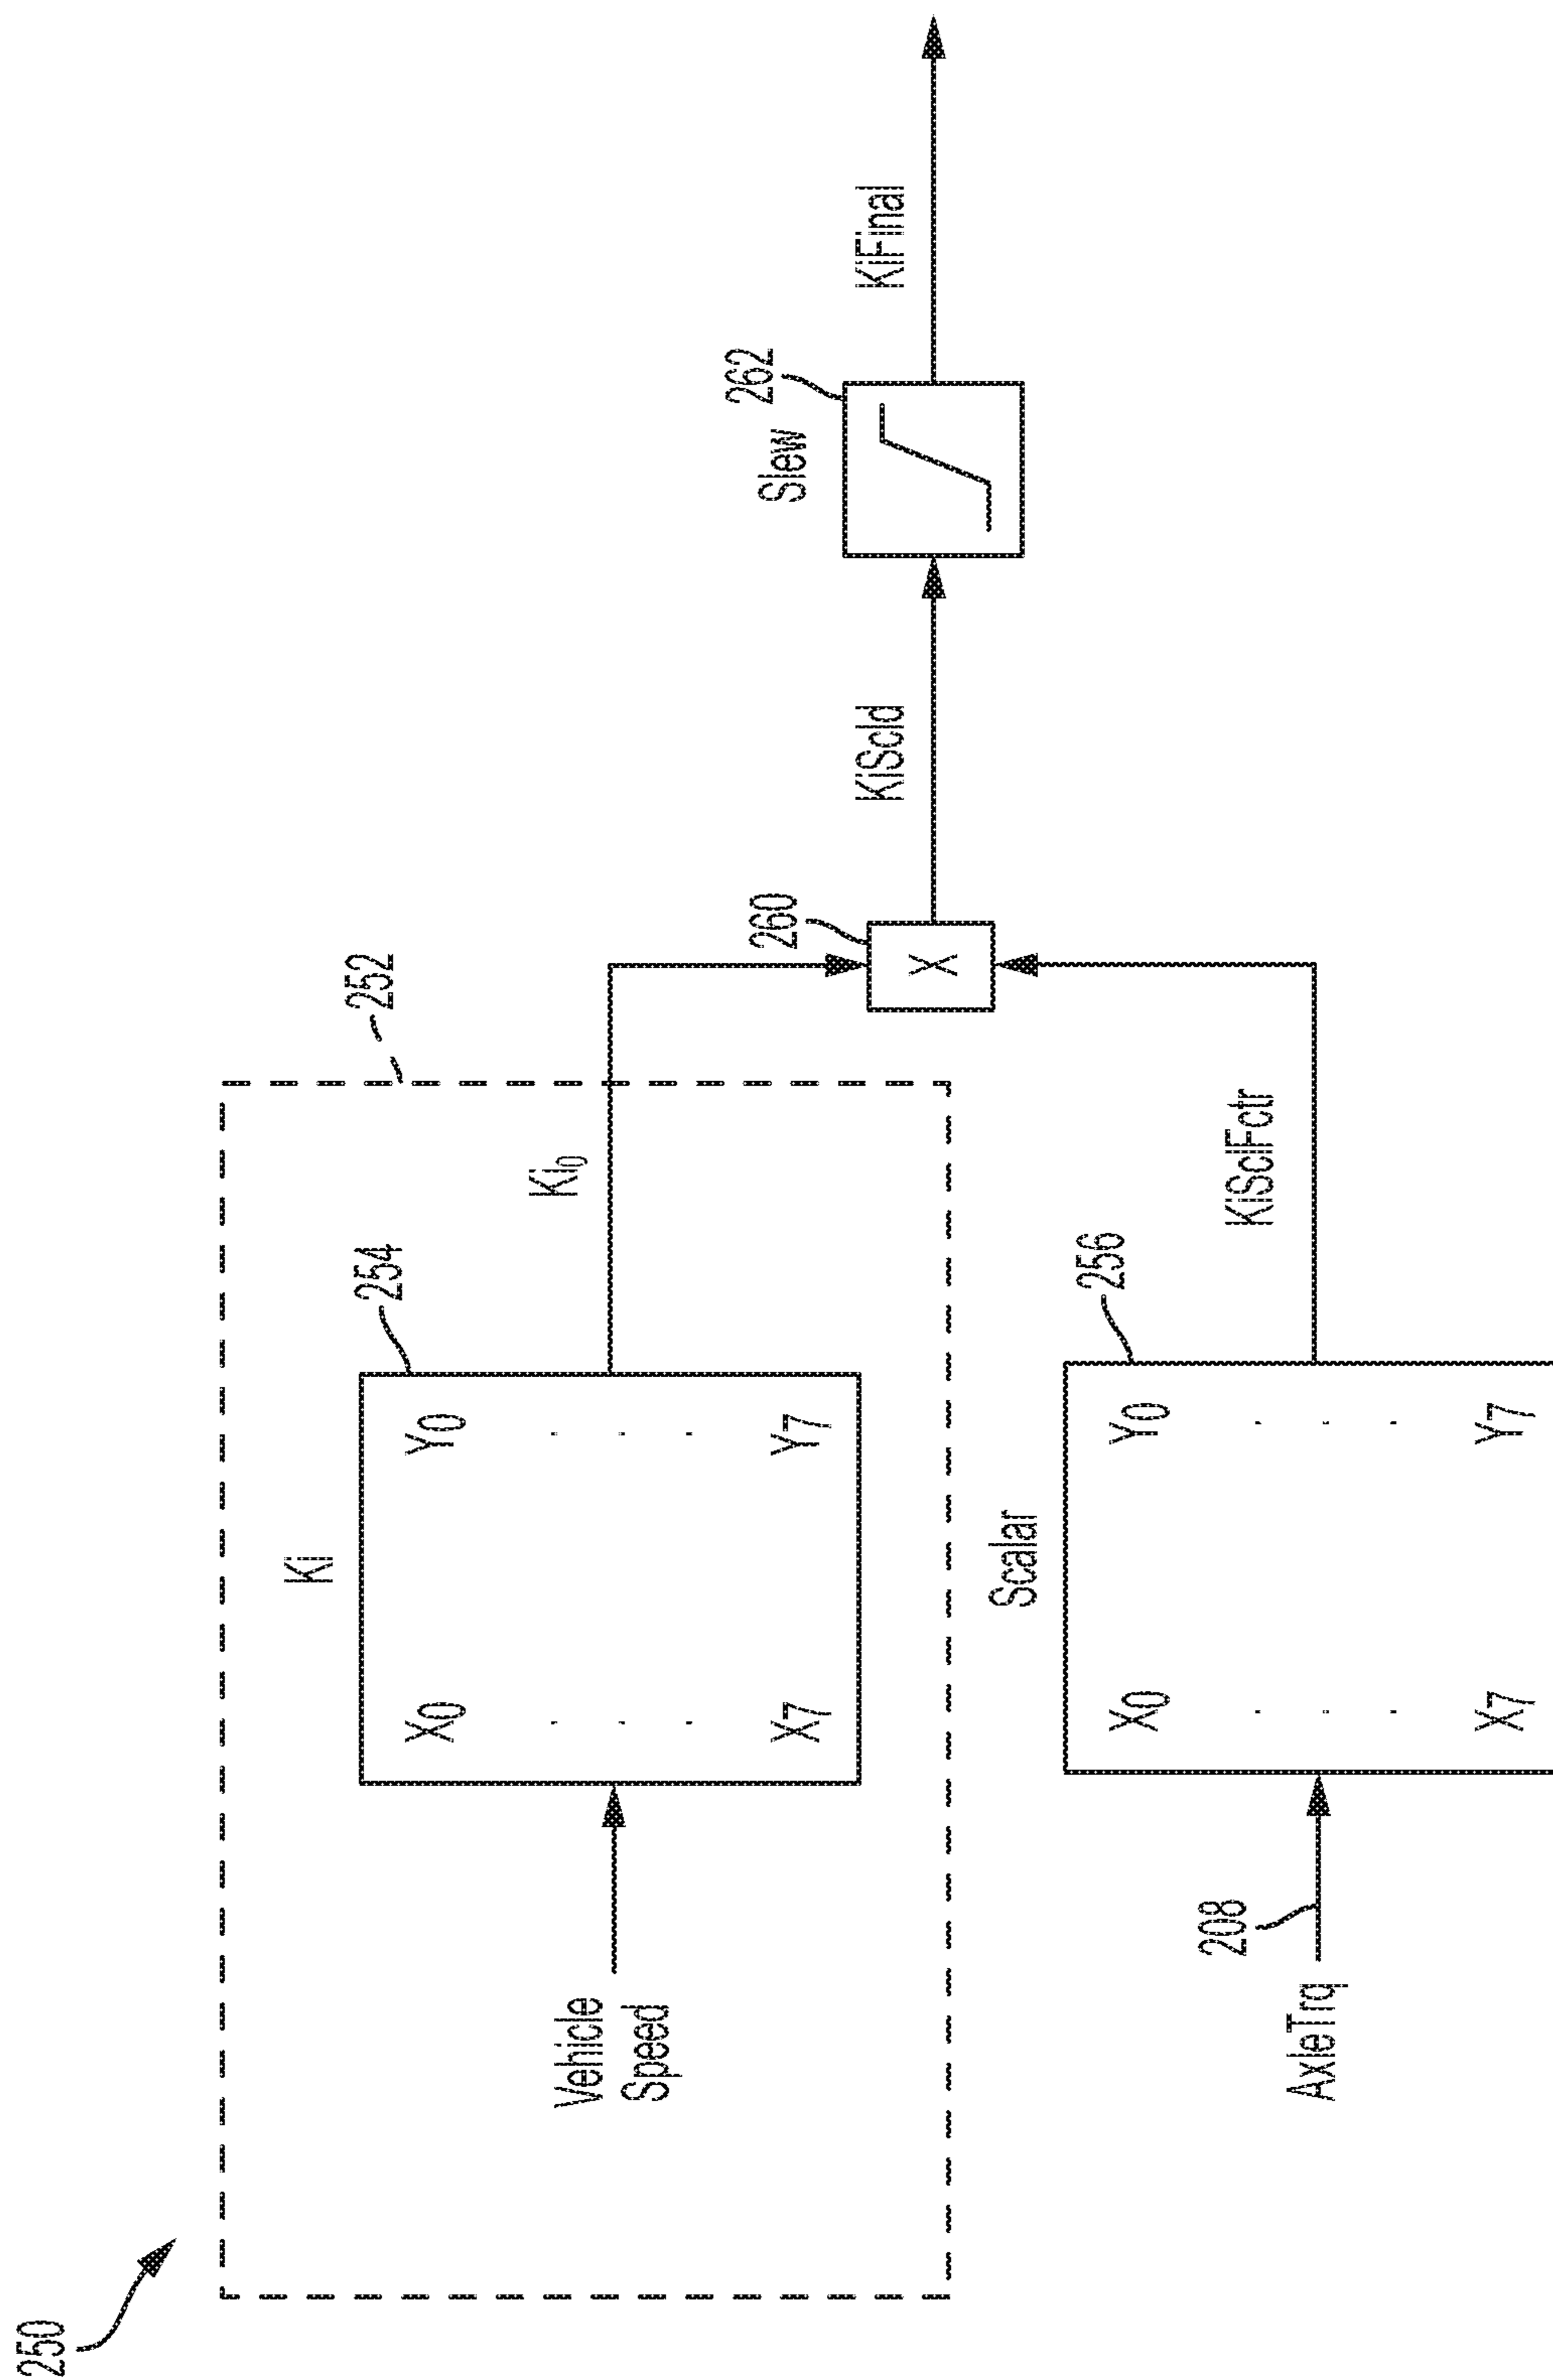 250
252
Ki
254
X0 Y0
X7 Y7
Vehicle
Speed
Ki0
260
X
KiScld
Slew
262
KiFinal
Scalar
256
X0 Y0
X7 Y7
208
AxleTrq
KiSclFctr